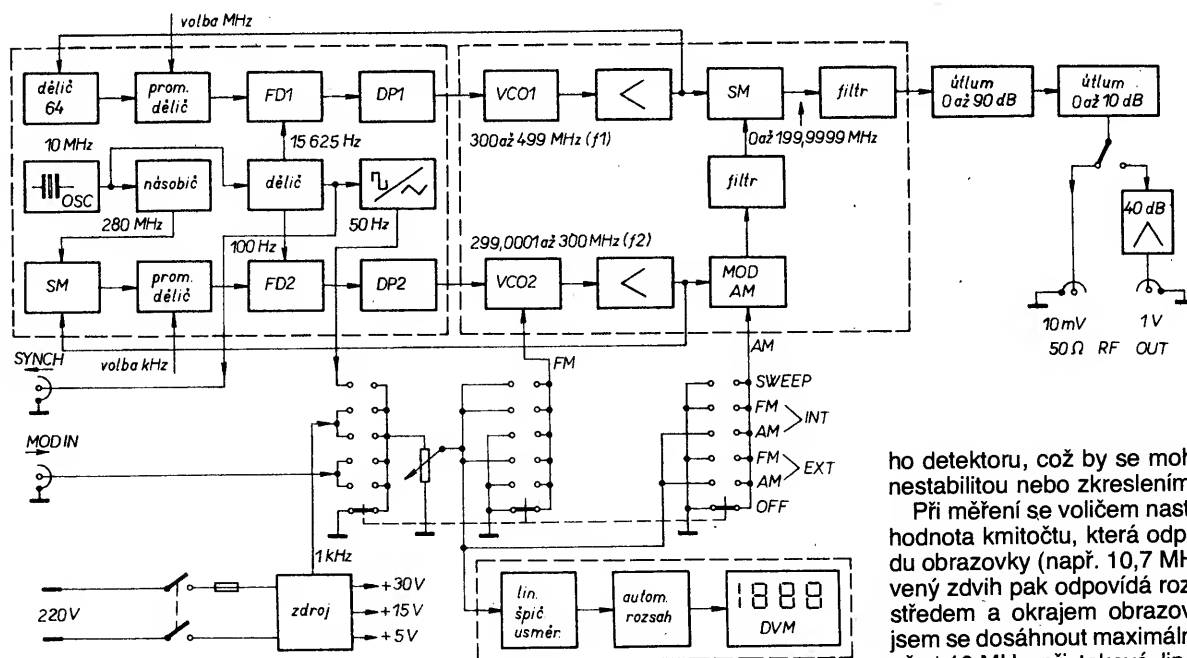 volba MHz
dělič 64
prom. dělič
FD1
DP1
VCO1
SM
filtr
útlum 0 až 90 dB
útlum 0 až 10 dB
10 MHz
15 625 Hz
300 až 499 MHz (f1)
0 až 199,9999 MHz
OSC
násobič
dělič
filtr
280 MHz
100 Hz
50 Hz
299,0001 až 300 MHz (f2)
40 dB
SM
prom. dělič
FD2
DP2
VCO2
MOD AM
10 mV
1 V
50 Ω RF OUT
SYNCH
volba kHz
FM
AM
SWEEP
FM
INT
AM
MOD IN
FM
EXT
AM
OFF
1 kHz
220 V
zdroj
+30 V
+15 V
+5 V
lin. špič. usměr.
autom. rozsah
1888
DVM
ho detektoru, což by se moh
nestabilitou nebo zkreslením
Při měření se voličem nast
hodnota kmitočtu, která odp
du obrazovky (např. 10,7 MH
vený zdvih pak odpovídá roz
středem a okrajem obrazov
jsem se dosáhnout maximáln